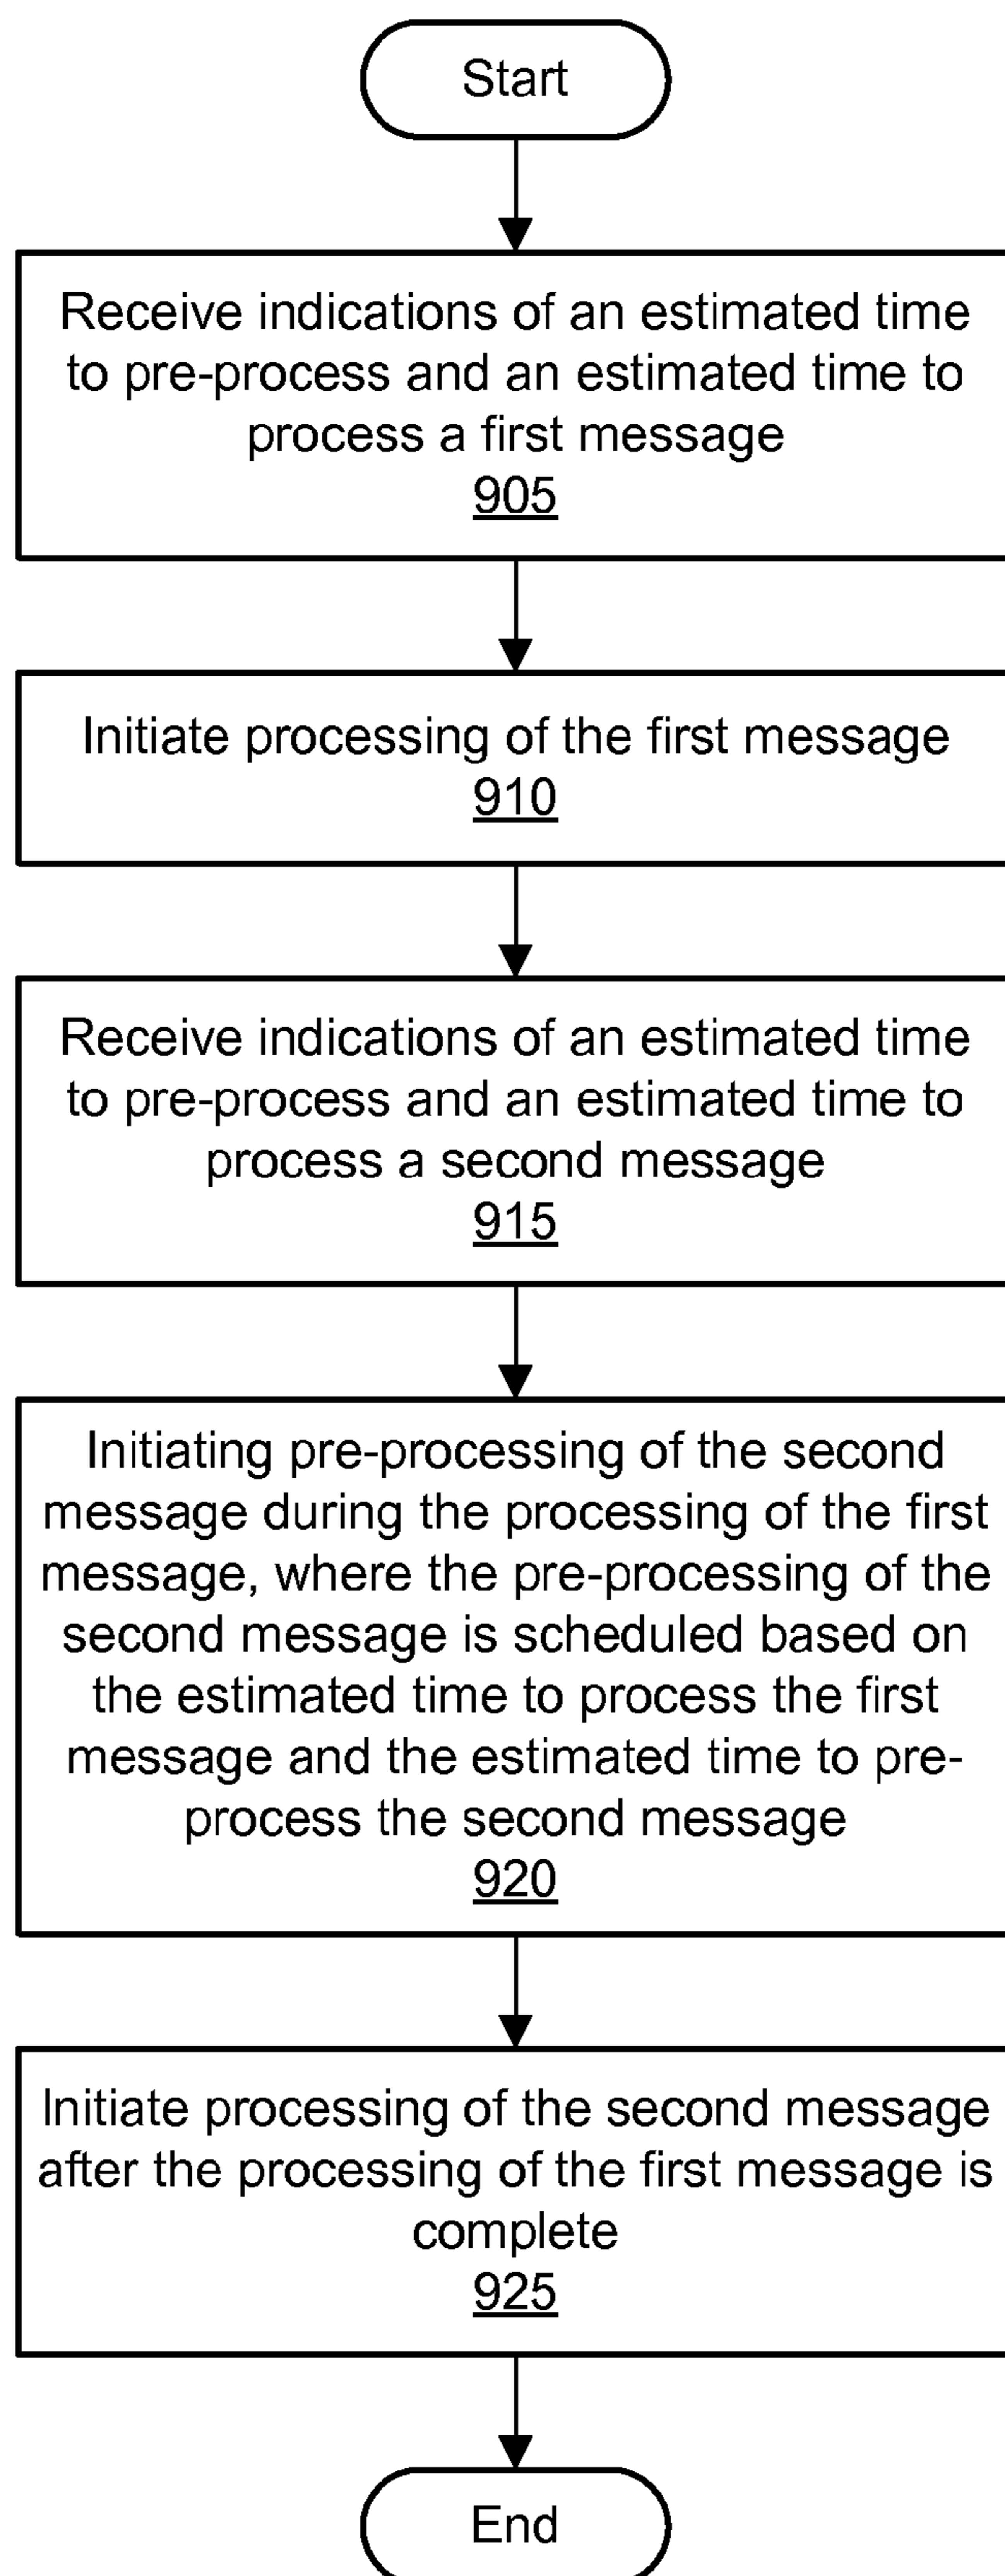 Start
Receive indications of an estimated time
to pre-process and an estimated time to
process a first message
905
Initiate processing of the first message
910
Receive indications of an estimated time
to pre-process and an estimated time to
process a second message
915
Initiating pre-processing of the second
message during the processing of the first
message, where the pre-processing of the
second message is scheduled based on
the estimated time to process the first
message and the estimated time to pre-
process the second message
920
Initiate processing of the second message
after the processing of the first message is
complete
925
End